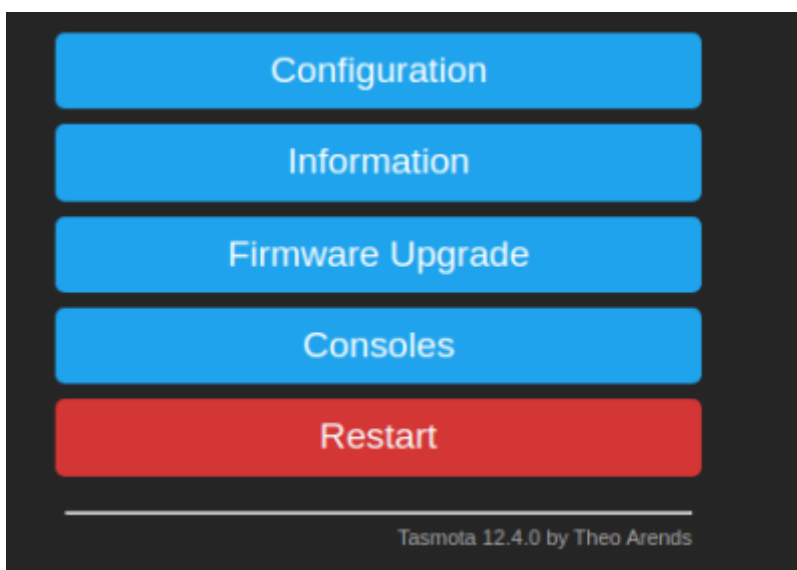 Configuration
Information
Firmware Upgrade
Consoles
Restart
Tasmota 12.4.0 by Theo Arends